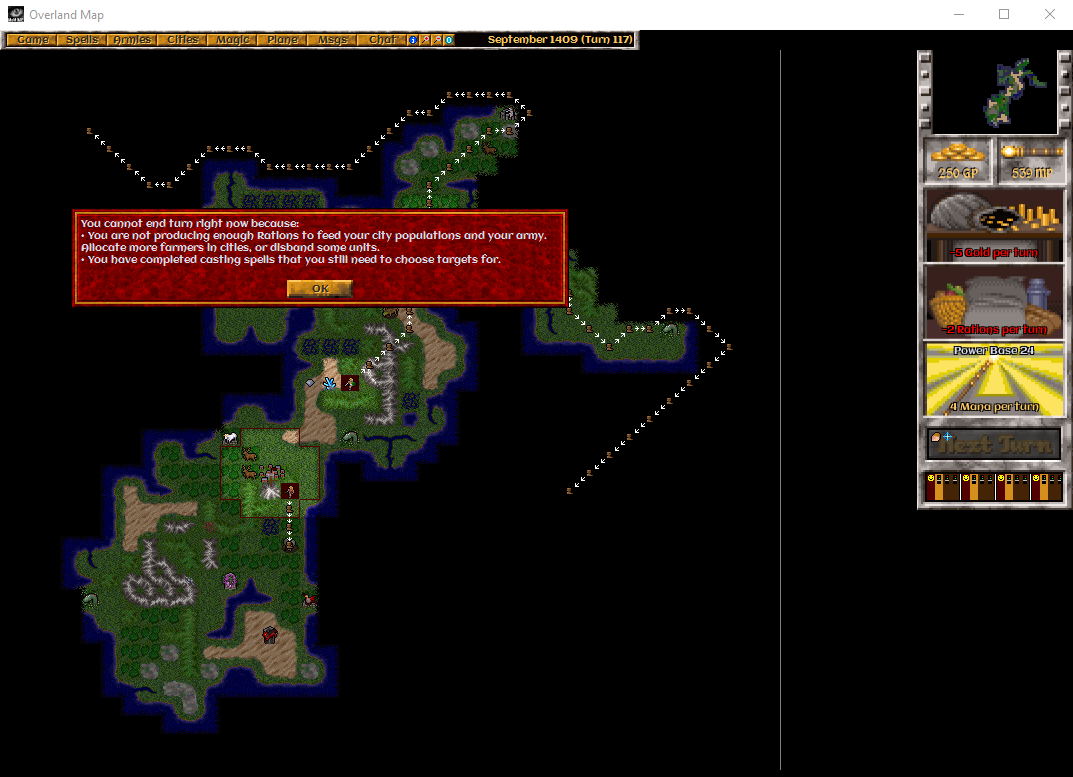 Overland Map
Game Spells Armies Cities Magic Plane Msgs Chat September 1409 (Turn 117)
You cannot end turn right now because:
• You are not producing enough Rations to feed your city populations and your army.
Allocate more farmers in cities, or disband some units.
• You have completed casting spells that you still need to choose targets for.
OK
250 GP 539 MP
-5 Gold per turn
-2 Rations per turn
Power Base 24
4 Mana per turn
Next Turn